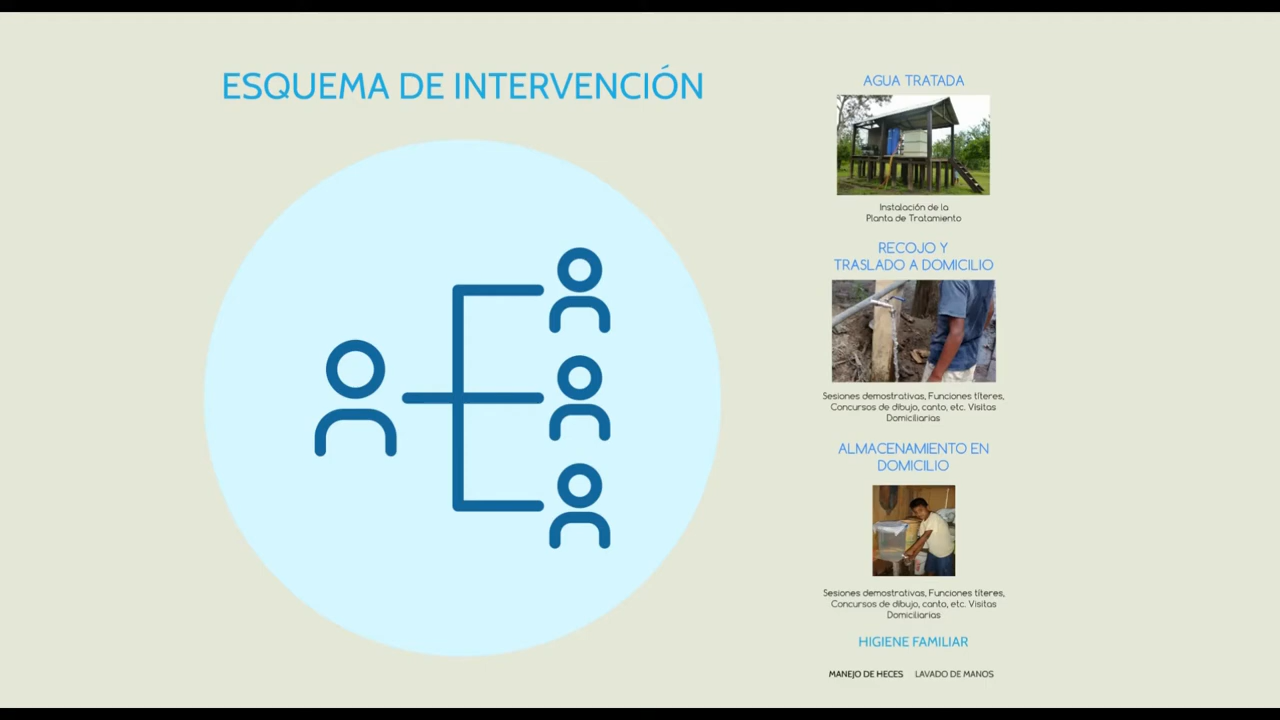 ESQUEMA DE INTERVENCIÓN
AGUA TRATADA
Instalación de la
Planta de Tratamiento
RECOJO Y
TRASLADO A DOMICILIO
Sesiones demostrativas, Funciones títeres,
Concursos de dibujo, canto, etc. Visitas
Domiciliarias
ALMACENAMIENTO EN
DOMICILIO
Sesiones demostrativas, Funciones títeres,
Concursos de dibujo, canto, etc. Visitas
Domiciliarias
HIGIENE FAMILIAR
MANEJO DE HECES LAVADO DE MANOS